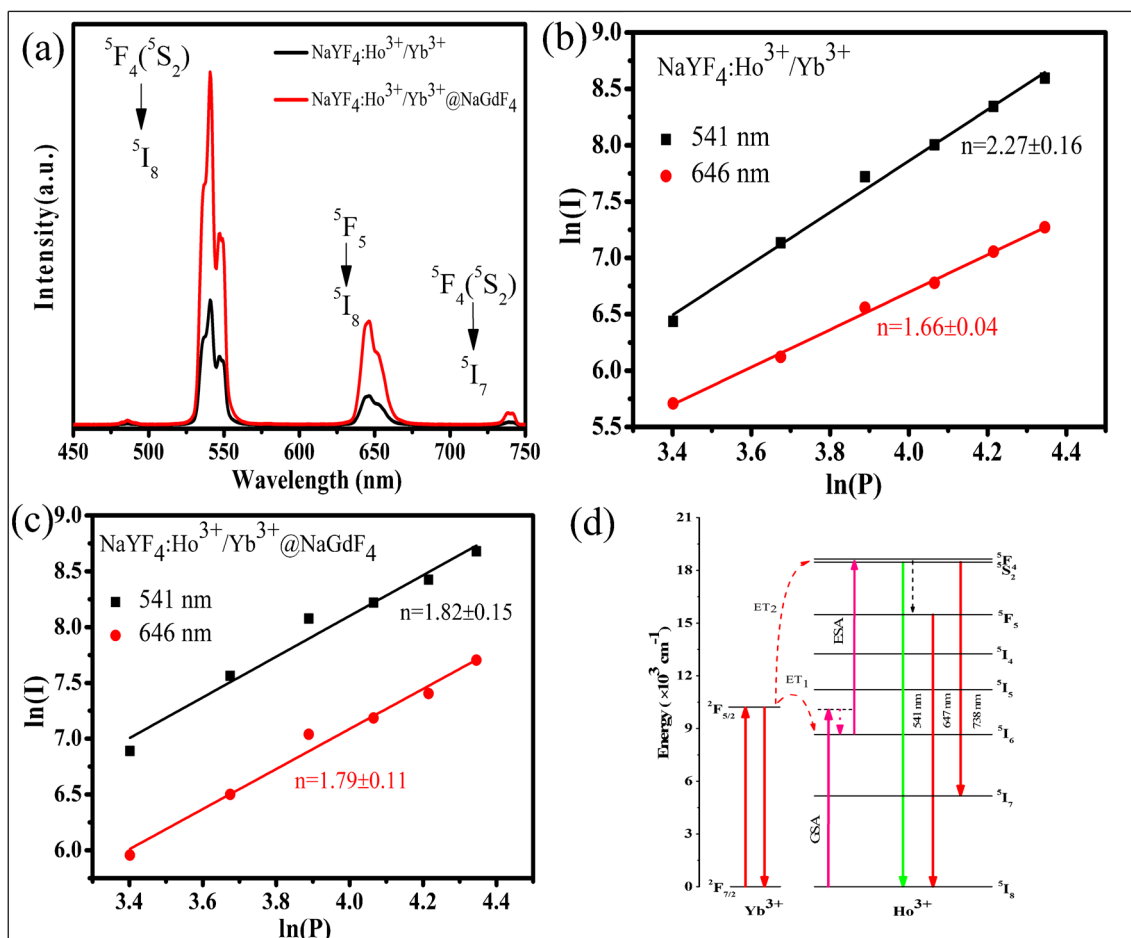 (a)
⁵F₄(⁵S₂)
⁵I₈
NaYF₄:Ho³⁺/Yb³⁺
NaYF₄:Ho³⁺/Yb³⁺@NaGdF₄
⁵F₅
⁵I₈
⁵F₄(⁵S₂)
⁵I₇
Intensity(a.u.)
450 500 550 600 650 700 750
Wavelength (nm)
(b)
NaYF₄:Ho³⁺/Yb³⁺
541 nm
646 nm
n=2.27±0.16
n=1.66±0.04
ln(I)
9.0
8.5
8.0
7.5
7.0
6.5
6.0
5.5
3.4 3.6 3.8 4.0 4.2 4.4
ln(P)
(c)
NaYF₄:Ho³⁺/Yb³⁺@NaGdF₄
541 nm
646 nm
n=1.82±0.15
n=1.79±0.11
ln(I)
9.0
8.5
8.0
7.5
7.0
6.5
6.0
3.4 3.6 3.8 4.0 4.2 4.4
ln(P)
(d)
Energy (×10³ cm⁻¹)
21
18
15
12
9
6
3
0
⁵F₄
⁵S₂
⁵F₅
⁵I₄
⁵I₅
⁵I₆
⁵I₇
⁵I₈
²F₅/₂
²F₇/₂
ET₂
ET₁
ESA
GSA
541 nm
647 nm
738 nm
Yb³⁺
Ho³⁺